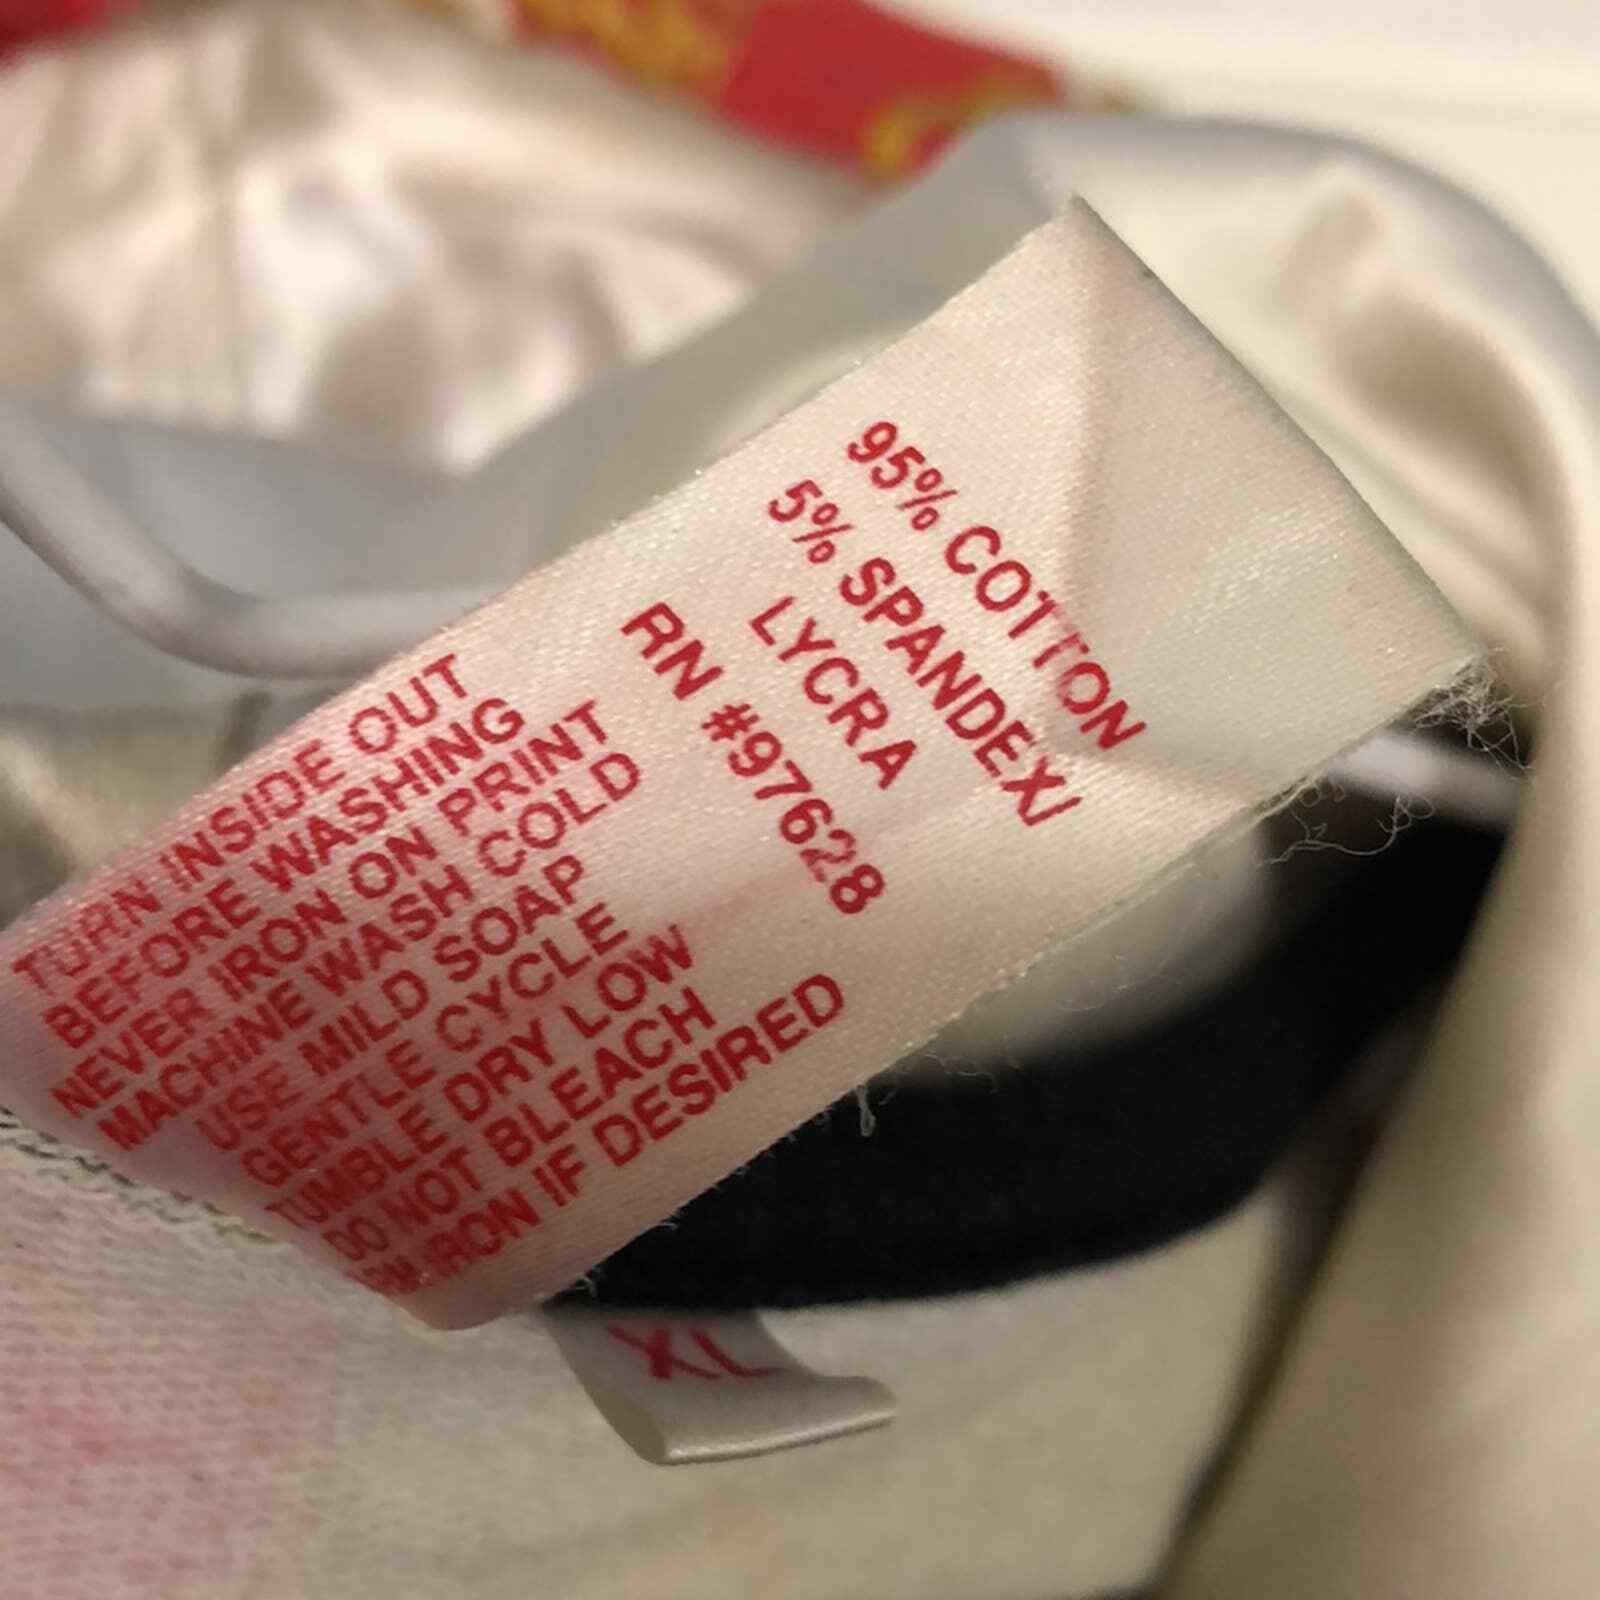 95% COTTON
5% SPANDEX/
LYCRA
RN #97628
TURN INSIDE OUT
BEFORE WASHING
NEVER IRON ON PRINT
MACHINE WASH COLD
USE MILD SOAP
GENTLE CYCLE
TUMBLE DRY LOW
DO NOT BLEACH
IRON IF DESIRED
XL